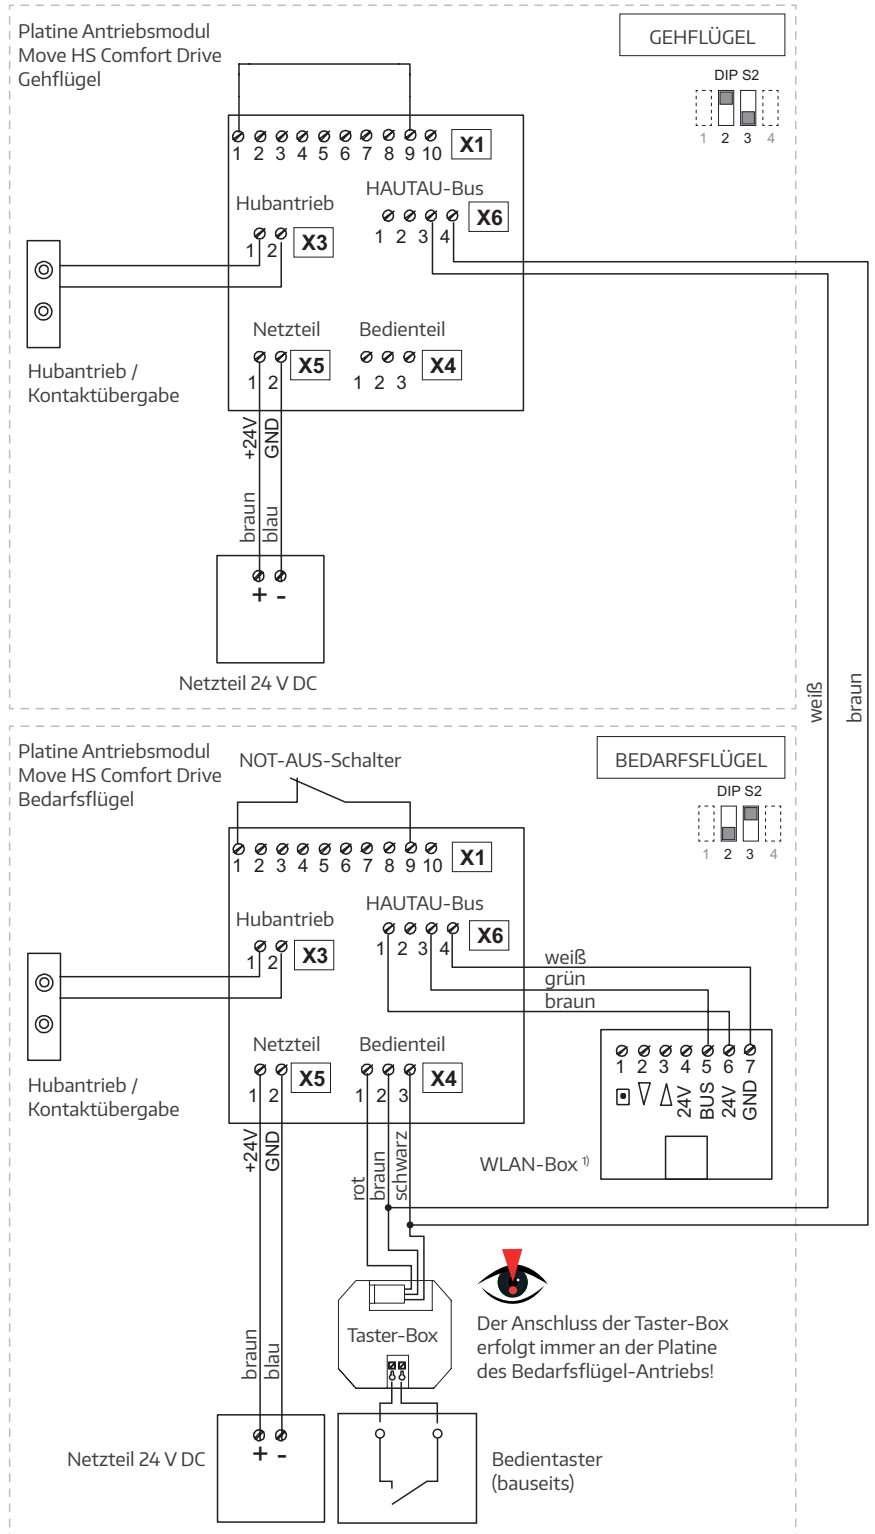 Platine Antriebsmodul
Move HS Comfort Drive
Gehflügel
GEHFLÜGEL
DIP S2
1 2 3 4
1 2 3 4 5 6 7 8 9 10 X1
HAUTAU-Bus
Hubantrieb
1 2 3 4 X6
1 2 X3
Netzteil Bedienteil
1 2 X5 1 2 3 X4
Hubantrieb /
Kontaktübergabe
+24V
GND
braun
blau
+ -
Netzteil 24 V DC
weiß
braun
Platine Antriebsmodul
Move HS Comfort Drive
Bedarfsflügel
NOT-AUS-Schalter
BEDARFSFLÜGEL
DIP S2
1 2 3 4
1 2 3 4 5 6 7 8 9 10 X1
HAUTAU-Bus
Hubantrieb
1 2 3 4 X6
1 2 X3
weiß
grün
braun
Netzteil Bedienteil
1 2 X5 1 2 3 X4
1 2 3 4 5 6 7
24V
BUS
24V
GND
WLAN-Box 1)
Hubantrieb /
Kontaktübergabe
+24V
GND
rot
braun
schwarz
braun
blau
Taster-Box
Der Anschluss der Taster-Box
erfolgt immer an der Platine
des Bedarfsflügel-Antriebs!
+ -
Netzteil 24 V DC
Bedientaster
(bauseits)